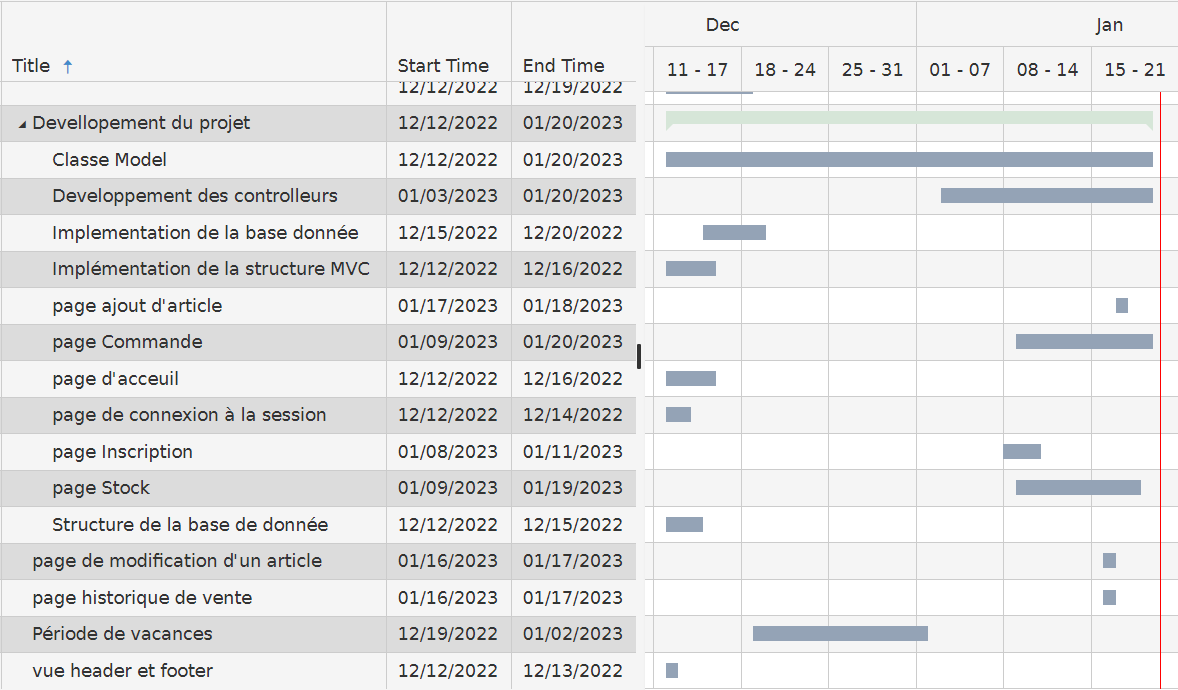 Dec Jan
Title ↑ Start Time End Time 11 - 17 18 - 24 25 - 31 01 - 07 08 - 14 15 - 21
12/12/2022 12/19/2022
Devellopement du projet 12/12/2022 01/20/2023
Classe Model 12/12/2022 01/20/2023
Developpement des controlleurs 01/03/2023 01/20/2023
Implementation de la base donnée 12/15/2022 12/20/2022
Implémentation de la structure MVC 12/12/2022 12/16/2022
page ajout d'article 01/17/2023 01/18/2023
page Commande 01/09/2023 01/20/2023
page d'acceuil 12/12/2022 12/16/2022
page de connexion à la session 12/12/2022 12/14/2022
page Inscription 01/08/2023 01/11/2023
page Stock 01/09/2023 01/19/2023
Structure de la base de donnée 12/12/2022 12/15/2022
page de modification d'un article 01/16/2023 01/17/2023
page historique de vente 01/16/2023 01/17/2023
Période de vacances 12/19/2022 01/02/2023
vue header et footer 12/12/2022 12/13/2022